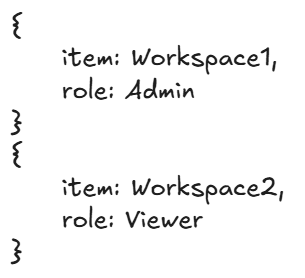 {
item: Workspace1,
role: Admin
}
{
item: Workspace2,
role: Viewer
}